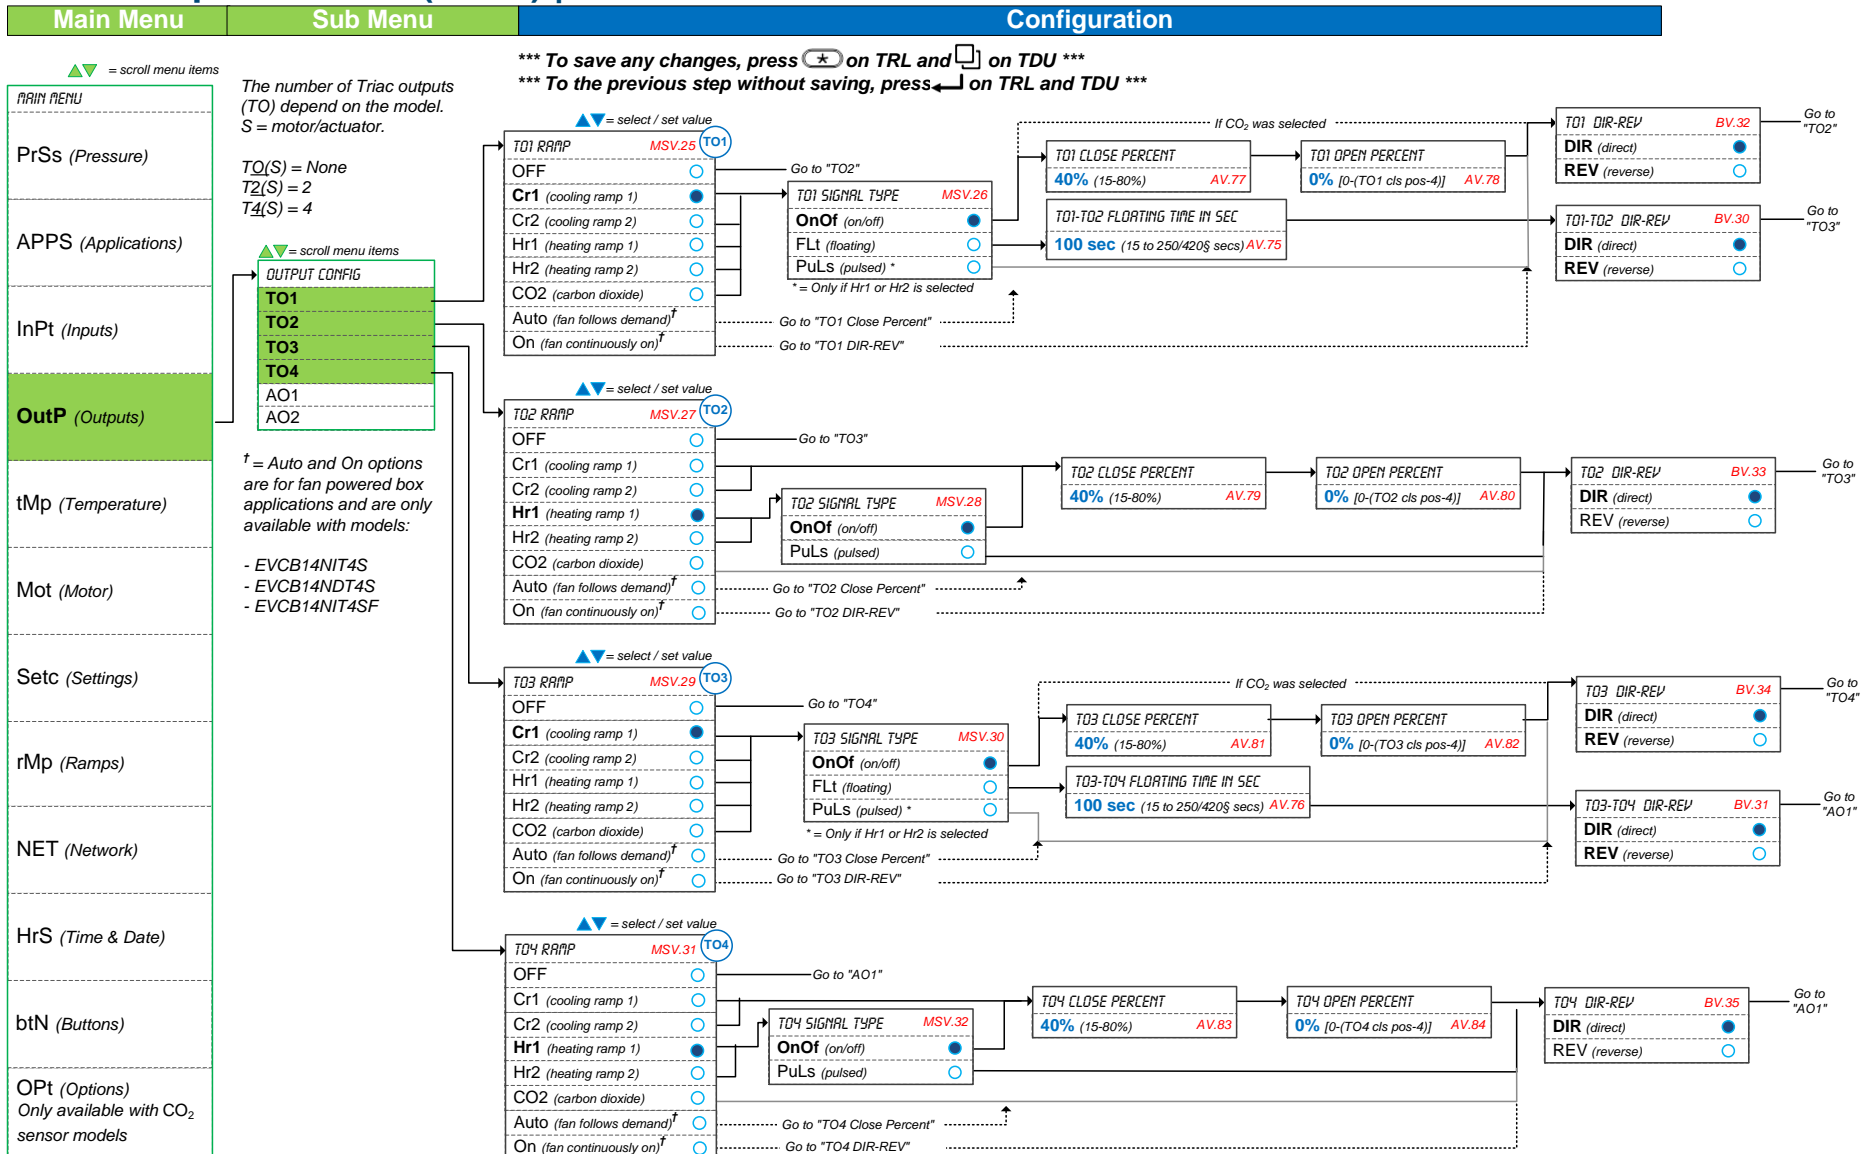 Main Menu
Sub Menu
Configuration
= scroll menu items
MAIN MENU
PrSs (Pressure)
APPS (Applications)
InPt (Inputs)
OutP (Outputs)
tMp (Temperature)
Mot (Motor)
Setc (Settings)
rMp (Ramps)
NET (Network)
HrS (Time & Date)
btN (Buttons)
OPt (Options)
Only available with CO2
sensor models
The number of Triac outputs
(TO) depend on the model.
S = motor/actuator.
TO(S) = None
T2(S) = 2
T4(S) = 4
= scroll menu items
OUTPUT CONFIG
TO1
TO2
TO3
TO4
AO1
AO2
† = Auto and On options
are for fan powered box
applications and are only
available with models:
- EVCB14NIT4S
- EVCB14NDT4S
- EVCB14NIT4SF
*** To save any changes, press * on TRL and on TDU ***
*** To the previous step without saving, press on TRL and TDU ***
= select / set value
TO1 RAMP MSV.25 TO1
OFF
Cr1 (cooling ramp 1)
Cr2 (cooling ramp 2)
Hr1 (heating ramp 1)
Hr2 (heating ramp 2)
CO2 (carbon dioxide)
Auto (fan follows demand)†
On (fan continuously on)†
Go to "TO2"
TO1 SIGNAL TYPE MSV.26
OnOf (on/off)
FLt (floating)
PuLs (pulsed) *
* = Only if Hr1 or Hr2 is selected
Go to "TO1 Close Percent"
Go to "TO1 DIR-REV"
If CO2 was selected
TO1 CLOSE PERCENT
40% (15-80%) AV.77
TO1 OPEN PERCENT
0% [0-(TO1 cls pos-4)] AV.78
TO1-TO2 FLOATING TIME IN SEC
100 sec (15 to 250/420§ secs) AV.75
TO1 DIR-REV BV.32
DIR (direct)
REV (reverse)
Go to
"TO2"
TO1-TO2 DIR-REV BV.30
DIR (direct)
REV (reverse)
Go to
"TO3"
= select / set value
TO2 RAMP MSV.27 TO2
OFF
Cr1 (cooling ramp 1)
Cr2 (cooling ramp 2)
Hr1 (heating ramp 1)
Hr2 (heating ramp 2)
CO2 (carbon dioxide)
Auto (fan follows demand)†
On (fan continuously on)†
Go to "TO3"
TO2 SIGNAL TYPE MSV.28
OnOf (on/off)
PuLs (pulsed)
Go to "TO2 Close Percent"
Go to "TO2 DIR-REV"
TO2 CLOSE PERCENT
40% (15-80%) AV.79
TO2 OPEN PERCENT
0% [0-(TO2 cls pos-4)] AV.80
TO2 DIR-REV BV.33
DIR (direct)
REV (reverse)
Go to
"TO3"
= select / set value
TO3 RAMP MSV.29 TO3
OFF
Cr1 (cooling ramp 1)
Cr2 (cooling ramp 2)
Hr1 (heating ramp 1)
Hr2 (heating ramp 2)
CO2 (carbon dioxide)
Auto (fan follows demand)†
On (fan continuously on)†
Go to "TO4"
TO3 SIGNAL TYPE MSV.30
OnOf (on/off)
FLt (floating)
PuLs (pulsed) *
* = Only if Hr1 or Hr2 is selected
Go to "TO3 Close Percent"
Go to "TO3 DIR-REV"
If CO2 was selected
TO3 CLOSE PERCENT
40% (15-80%) AV.81
TO3 OPEN PERCENT
0% [0-(TO3 cls pos-4)] AV.82
TO3-TO4 FLOATING TIME IN SEC
100 sec (15 to 250/420§ secs) AV.76
TO3 DIR-REV BV.34
DIR (direct)
REV (reverse)
Go to
"TO4"
TO3-TO4 DIR-REV BV.31
DIR (direct)
REV (reverse)
Go to
"AO1"
= select / set value
TO4 RAMP MSV.31 TO4
OFF
Cr1 (cooling ramp 1)
Cr2 (cooling ramp 2)
Hr1 (heating ramp 1)
Hr2 (heating ramp 2)
CO2 (carbon dioxide)
Auto (fan follows demand)†
On (fan continuously on)†
Go to "AO1"
TO4 SIGNAL TYPE MSV.32
OnOf (on/off)
PuLs (pulsed)
Go to "TO4 Close Percent"
Go to "TO4 DIR-REV"
TO4 CLOSE PERCENT
40% (15-80%) AV.83
TO4 OPEN PERCENT
0% [0-(TO4 cls pos-4)] AV.84
TO4 DIR-REV BV.35
DIR (direct)
REV (reverse)
Go to
"AO1"